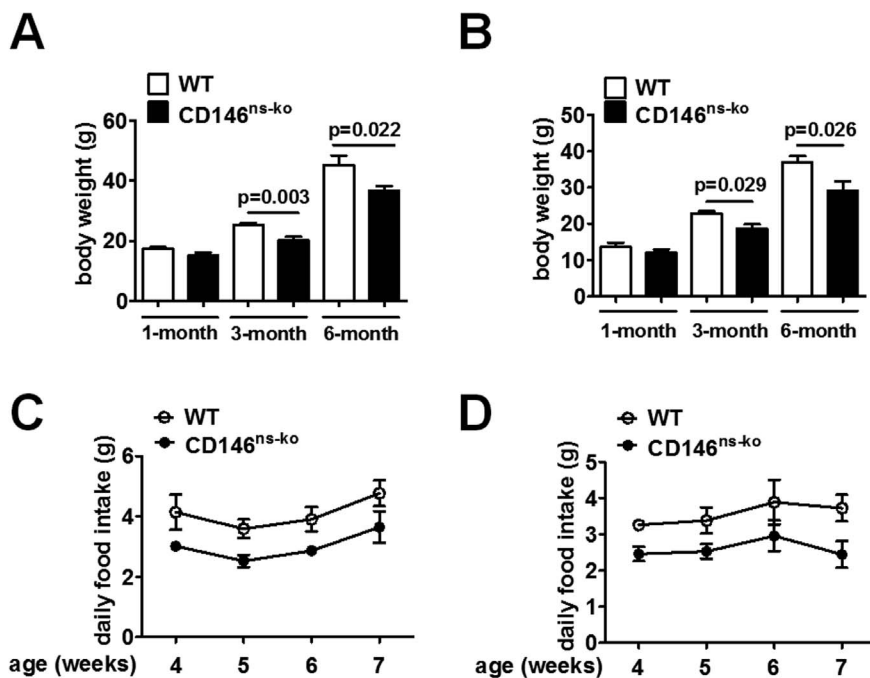 A
WT
CD146ns-ko
body weight (g)
60
40
20
0
p=0.003
p=0.022
1-month
3-month
6-month
B
WT
CD146ns-ko
body weight (g)
50
40
30
20
10
0
p=0.029
p=0.026
1-month
3-month
6-month
C
WT
CD146ns-ko
daily food intake (g)
6
4
2
0
age (weeks) 4 5 6 7
D
WT
CD146ns-ko
daily food intake (g)
5
4
3
2
1
0
age (weeks) 4 5 6 7